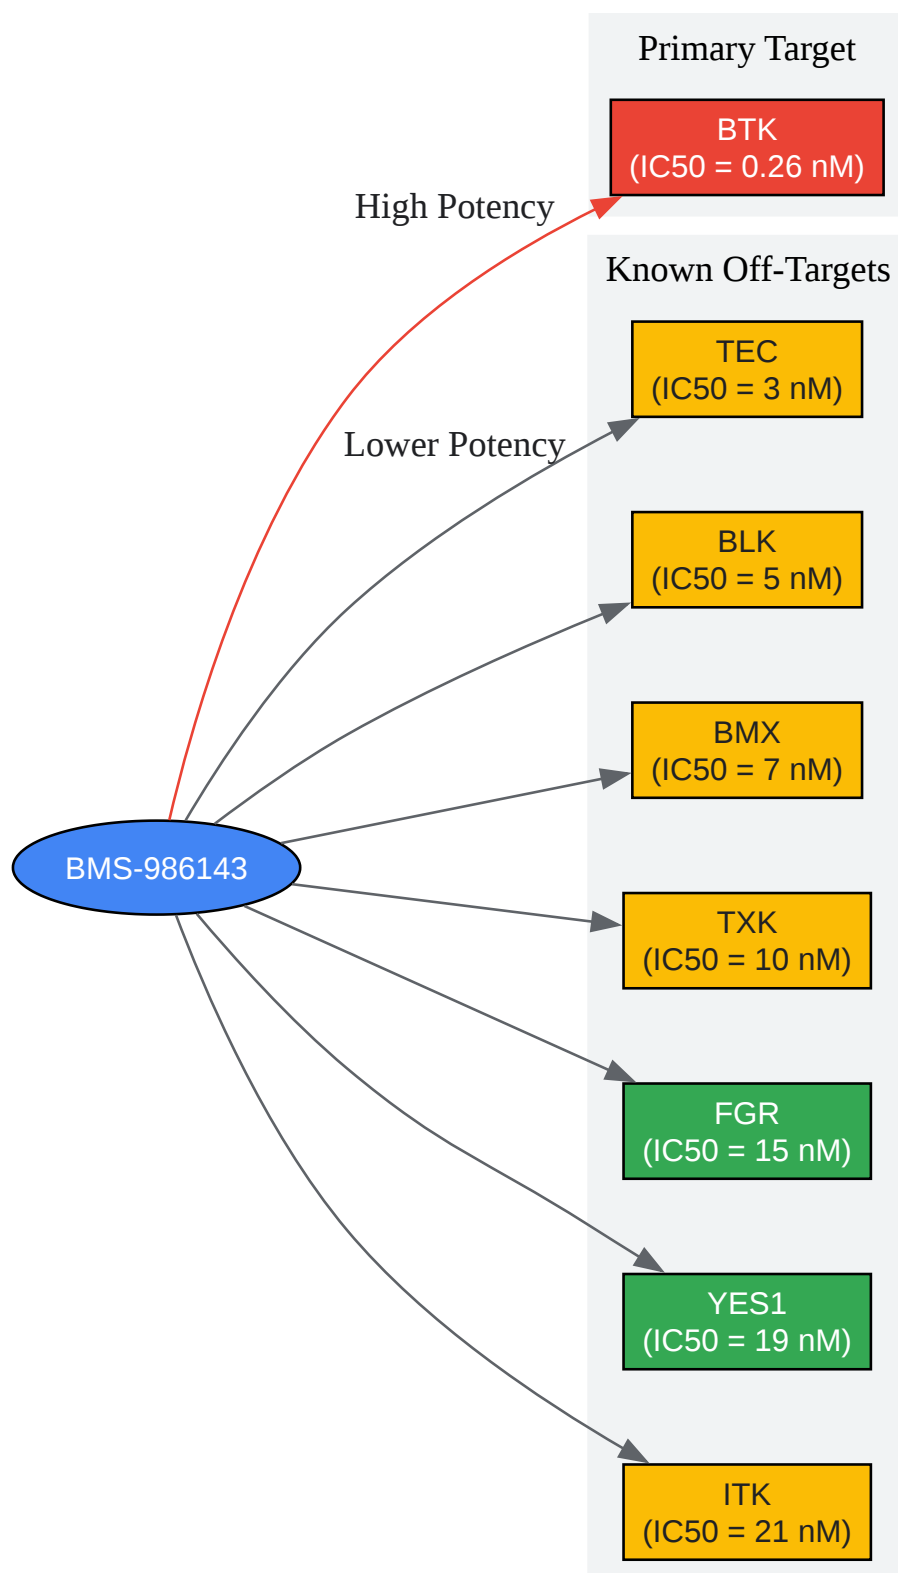 Primary Target
BTK
(IC50 = 0.26 nM)
High Potency
Known Off-Targets
TEC
(IC50 = 3 nM)
Lower Potency
BLK
(IC50 = 5 nM)
BMX
(IC50 = 7 nM)
BMS-986143
TXK
(IC50 = 10 nM)
FGR
(IC50 = 15 nM)
YES1
(IC50 = 19 nM)
ITK
(IC50 = 21 nM)